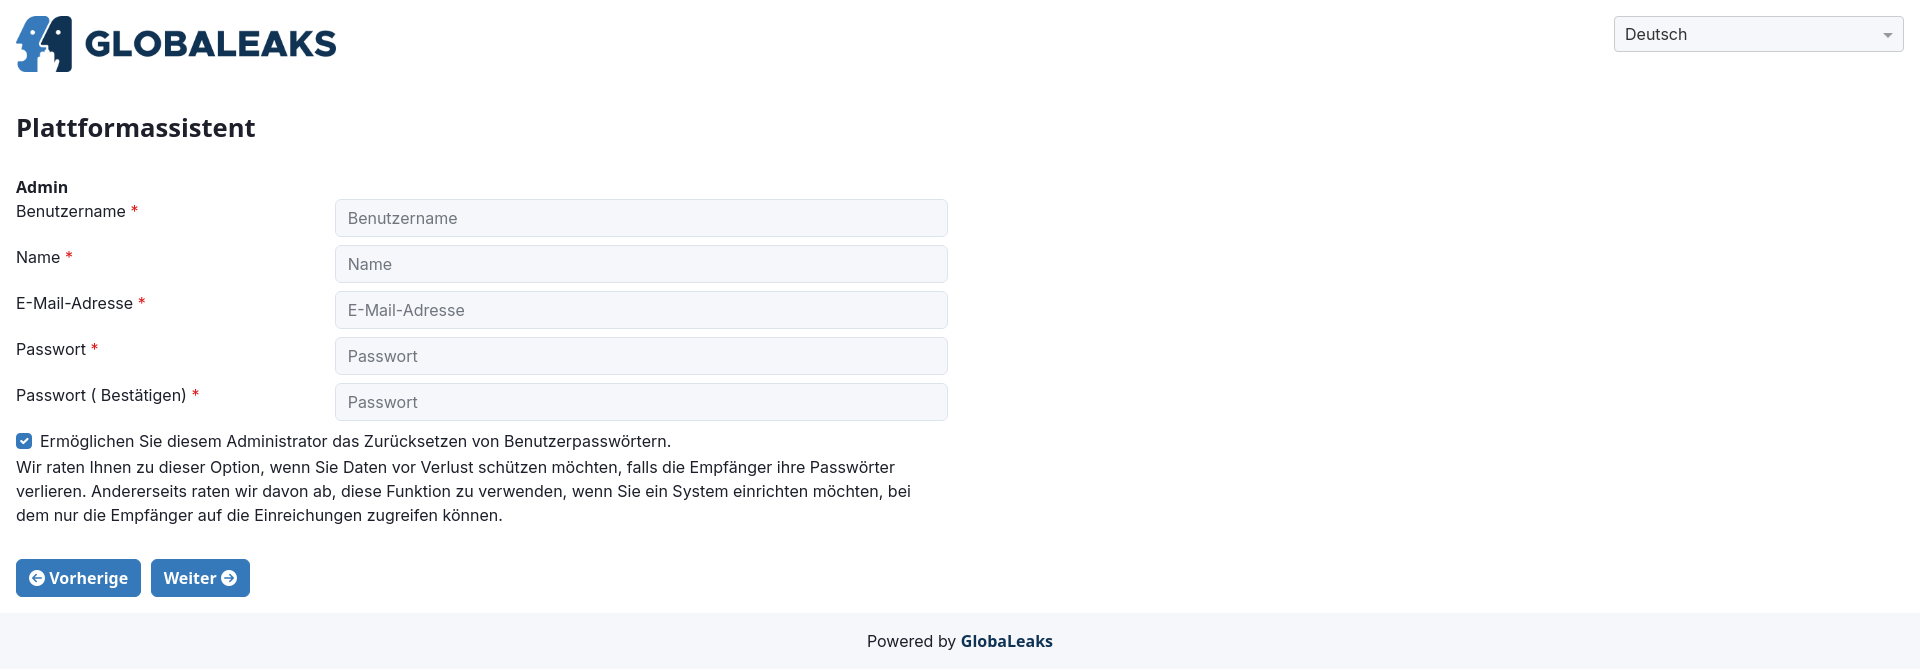 GLOBALEAKS
Deutsch
Plattformassistent
Admin
Benutzername *
Benutzername
Name *
Name
E-Mail-Adresse *
E-Mail-Adresse
Passwort *
Passwort
Passwort ( Bestätigen) *
Passwort
Ermöglichen Sie diesem Administrator das Zurücksetzen von Benutzerpasswörtern.
Wir raten Ihnen zu dieser Option, wenn Sie Daten vor Verlust schützen möchten, falls die Empfänger ihre Passwörter
verlieren. Andererseits raten wir davon ab, diese Funktion zu verwenden, wenn Sie ein System einrichten möchten, bei
dem nur die Empfänger auf die Einreichungen zugreifen können.
Vorherige
Weiter
Powered by GlobaLeaks